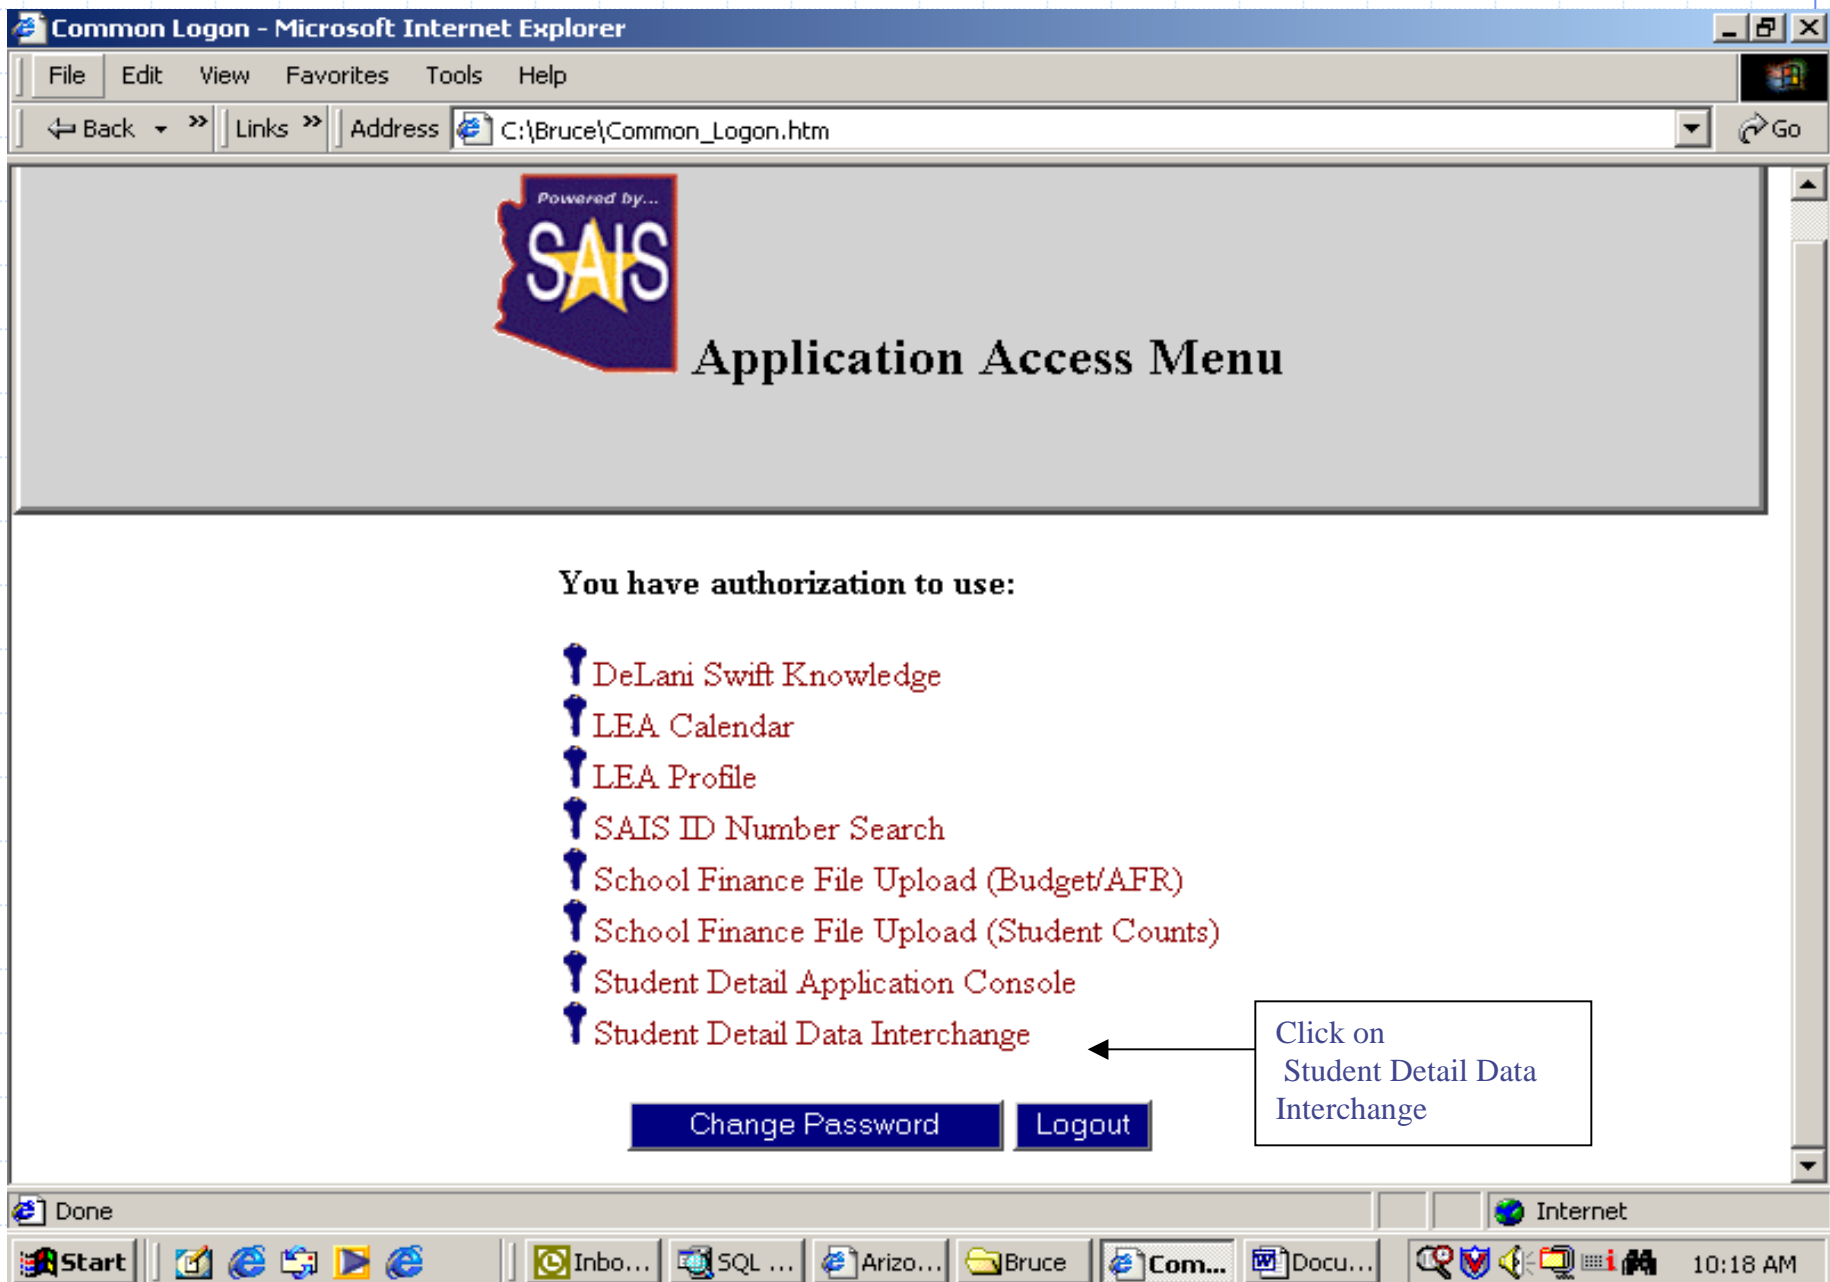 Common Logon - Microsoft Internet Explorer
File Edit View Favorites Tools Help
Back » Links » Address C:\Bruce\Common_Logon.htm Go
Powered by...
SAIS
Application Access Menu
You have authorization to use:
DeLani Swift Knowledge
LEA Calendar
LEA Profile
SAIS ID Number Search
School Finance File Upload (Budget/AFR)
School Finance File Upload (Student Counts)
Student Detail Application Console
Student Detail Data Interchange
Click on
Student Detail Data
Interchange
Change Password Logout
Done Internet
Start Inbo... SQL ... Arizo... Bruce Com... Docu... 10:18 AM